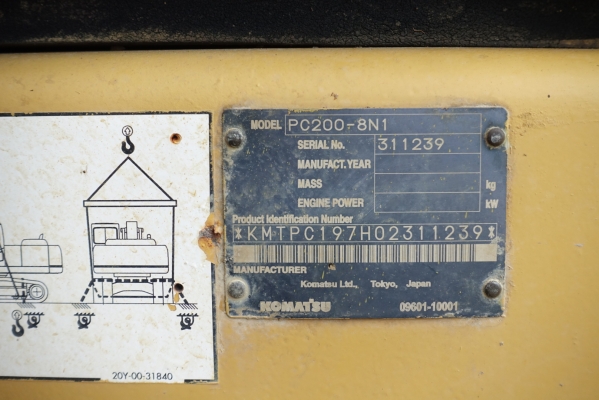 MODEL PC200-8N1
SERIAL No. 311239
MANUFACT.YEAR
MASS kg
ENGINE POWER kW
Product Identification Number
*KMTPC197H02311239*
MANUFACTURER
Komatsu Ltd., Tokyo, Japan
KOMATSU 09601-10001
20Y-00-31840